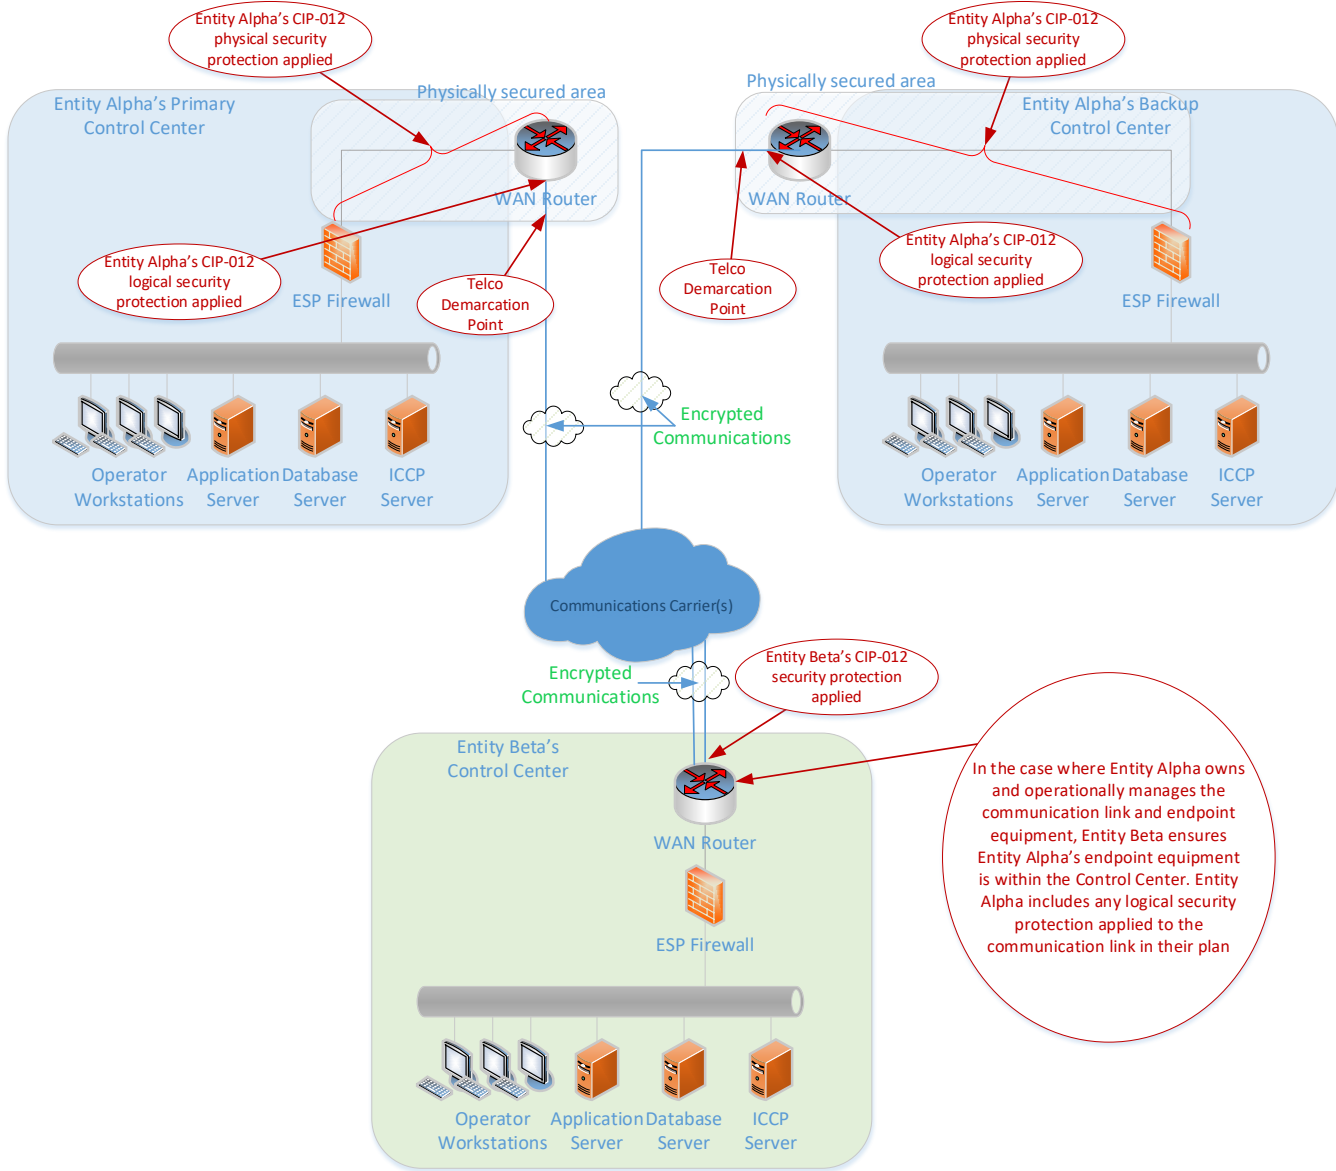 Entity Alpha's CIP-012
physical security
protection applied
Entity Alpha's CIP-012
physical security
protection applied
Entity Alpha's Primary
Control Center
Physically secured area
Physically secured area
Entity Alpha's Backup
Control Center
WAN Router
WAN Router
Entity Alpha's CIP-012
logical security
protection applied
Telco
Demarcation
Point
Telco
Demarcation
Point
Entity Alpha's CIP-012
logical security
protection applied
ESP Firewall
ESP Firewall
Encrypted
Communications
Operator
Workstations
Application
Server
Database
Server
ICCP
Server
Operator
Workstations
Application
Server
Database
Server
ICCP
Server
Communications Carrier(s)
Encrypted
Communications
Entity Beta's CIP-012
security protection
applied
Entity Beta's
Control Center
WAN Router
In the case where Entity Alpha owns
and operationally manages the
communication link and endpoint
equipment, Entity Beta ensures
Entity Alpha's endpoint equipment
is within the Control Center. Entity
Alpha includes any logical security
protection applied to the
communication link in their plan
ESP Firewall
Operator
Workstations
Application
Server
Database
Server
ICCP
Server